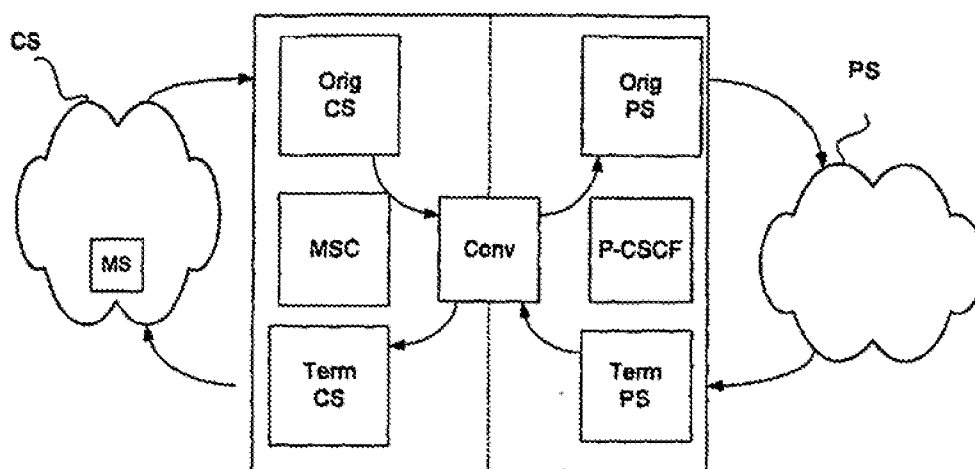 CS
PS
Orig
CS
Orig
PS
MS
MSC
Conv
P-CSCF
Term
CS
Term
PS